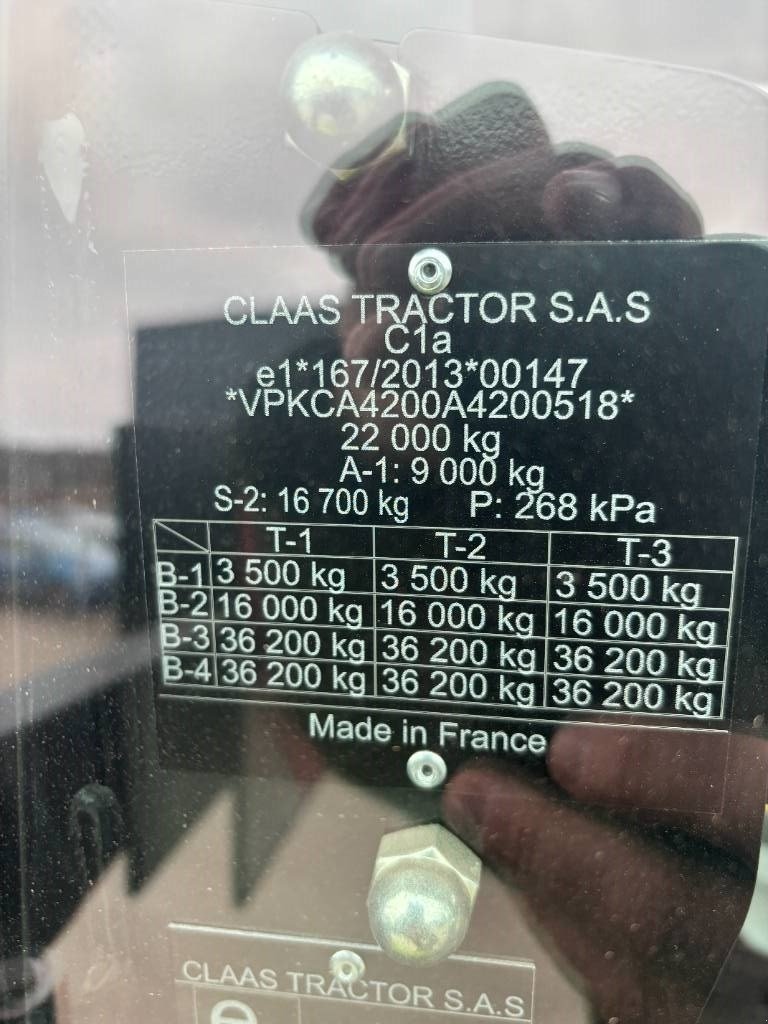 CLAAS TRACTOR S.A.S
C1a
e1*167/2013*00147
*VPKCA4200A4200518*
22 000 kg
A-1: 9 000 kg
S-2: 16 700 kg P: 268 kPa
T-1 T-2 T-3
B-1 3 500 kg 3 500 kg 3 500 kg
B-2 16 000 kg 16 000 kg 16 000 kg
B-3 36 200 kg 36 200 kg 36 200 kg
B-4 36 200 kg 36 200 kg 36 200 kg
Made in France
CLAAS TRACTOR S.A.S
e